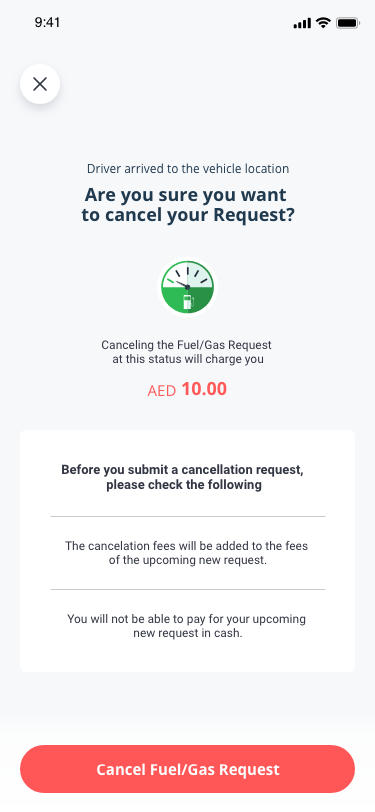 9:41
Driver arrived to the vehicle location
Are you sure you want
to cancel your Request?
Canceling the Fuel/Gas Request
at this status will charge you
AED 10.00
Before you submit a cancellation request,
please check the following
The cancelation fees will be added to the fees
of the upcoming new request.
You will not be able to pay for your upcoming
new request in cash.
Cancel Fuel/Gas Request